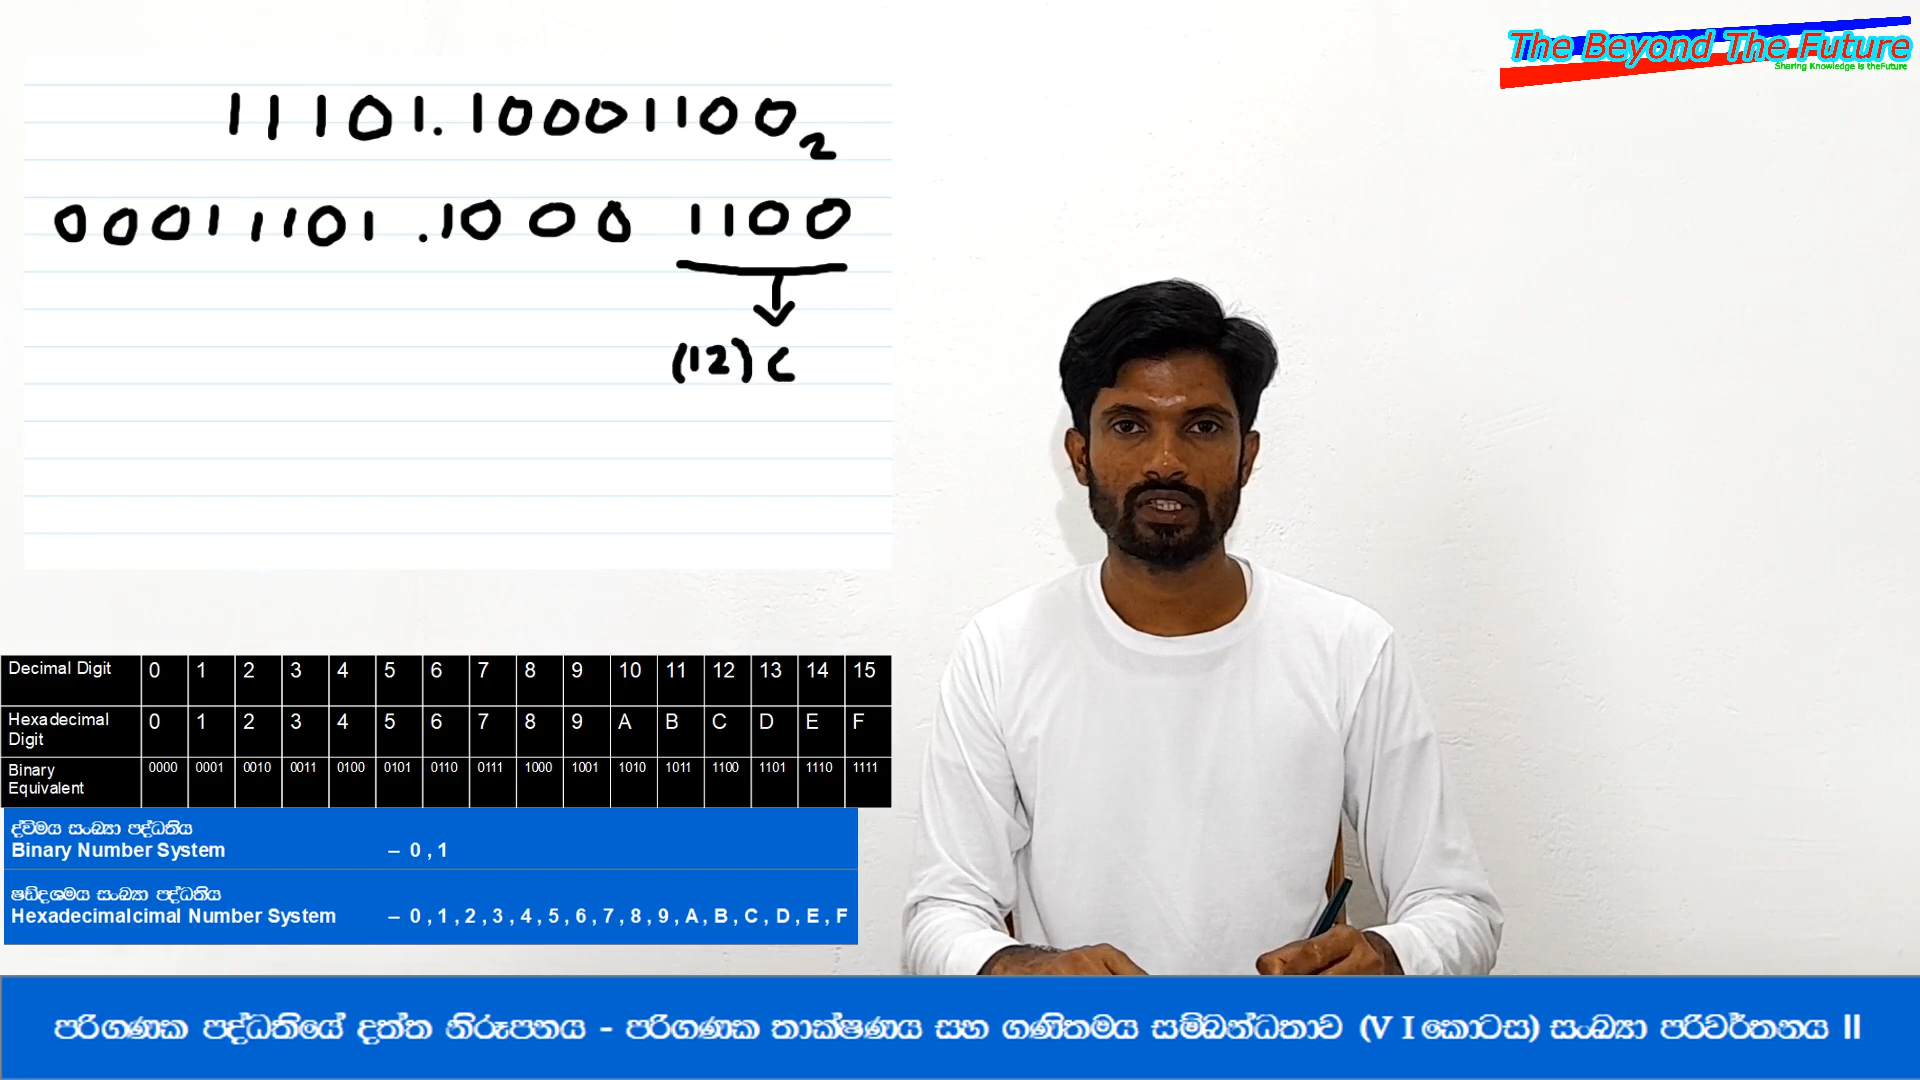 The Beyond The Future
Sharing Knowledge is theFuture
11101.10001100₂
00011101.1000 1100
(12) C
Decimal Digit 0 1 2 3 4 5 6 7 8 9 10 11 12 13 14 15
Hexadecimal Digit 0 1 2 3 4 5 6 7 8 9 A B C D E F
Binary Equivalent 0000 0001 0010 0011 0100 0101 0110 0111 1000 1001 1010 1011 1100 1101 1110 1111
ද්විමය සංඛ්‍යා පද්ධතිය
Binary Number System – 0 , 1
ෂඩ්දශමය සංඛ්‍යා පද්ධතිය
Hexadecimalcimal Number System – 0 , 1 , 2 , 3 , 4 , 5 , 6 , 7 , 8 , 9 , A , B , C , D , E , F
පරිගණක පද්ධතියේ දත්ත නිරූපනය - පරිගණක තාක්ෂණය සහ ගණිතමය සම්බන්ධතාව (V I කොටස) සංඛ්‍යා පරිවර්තනය II